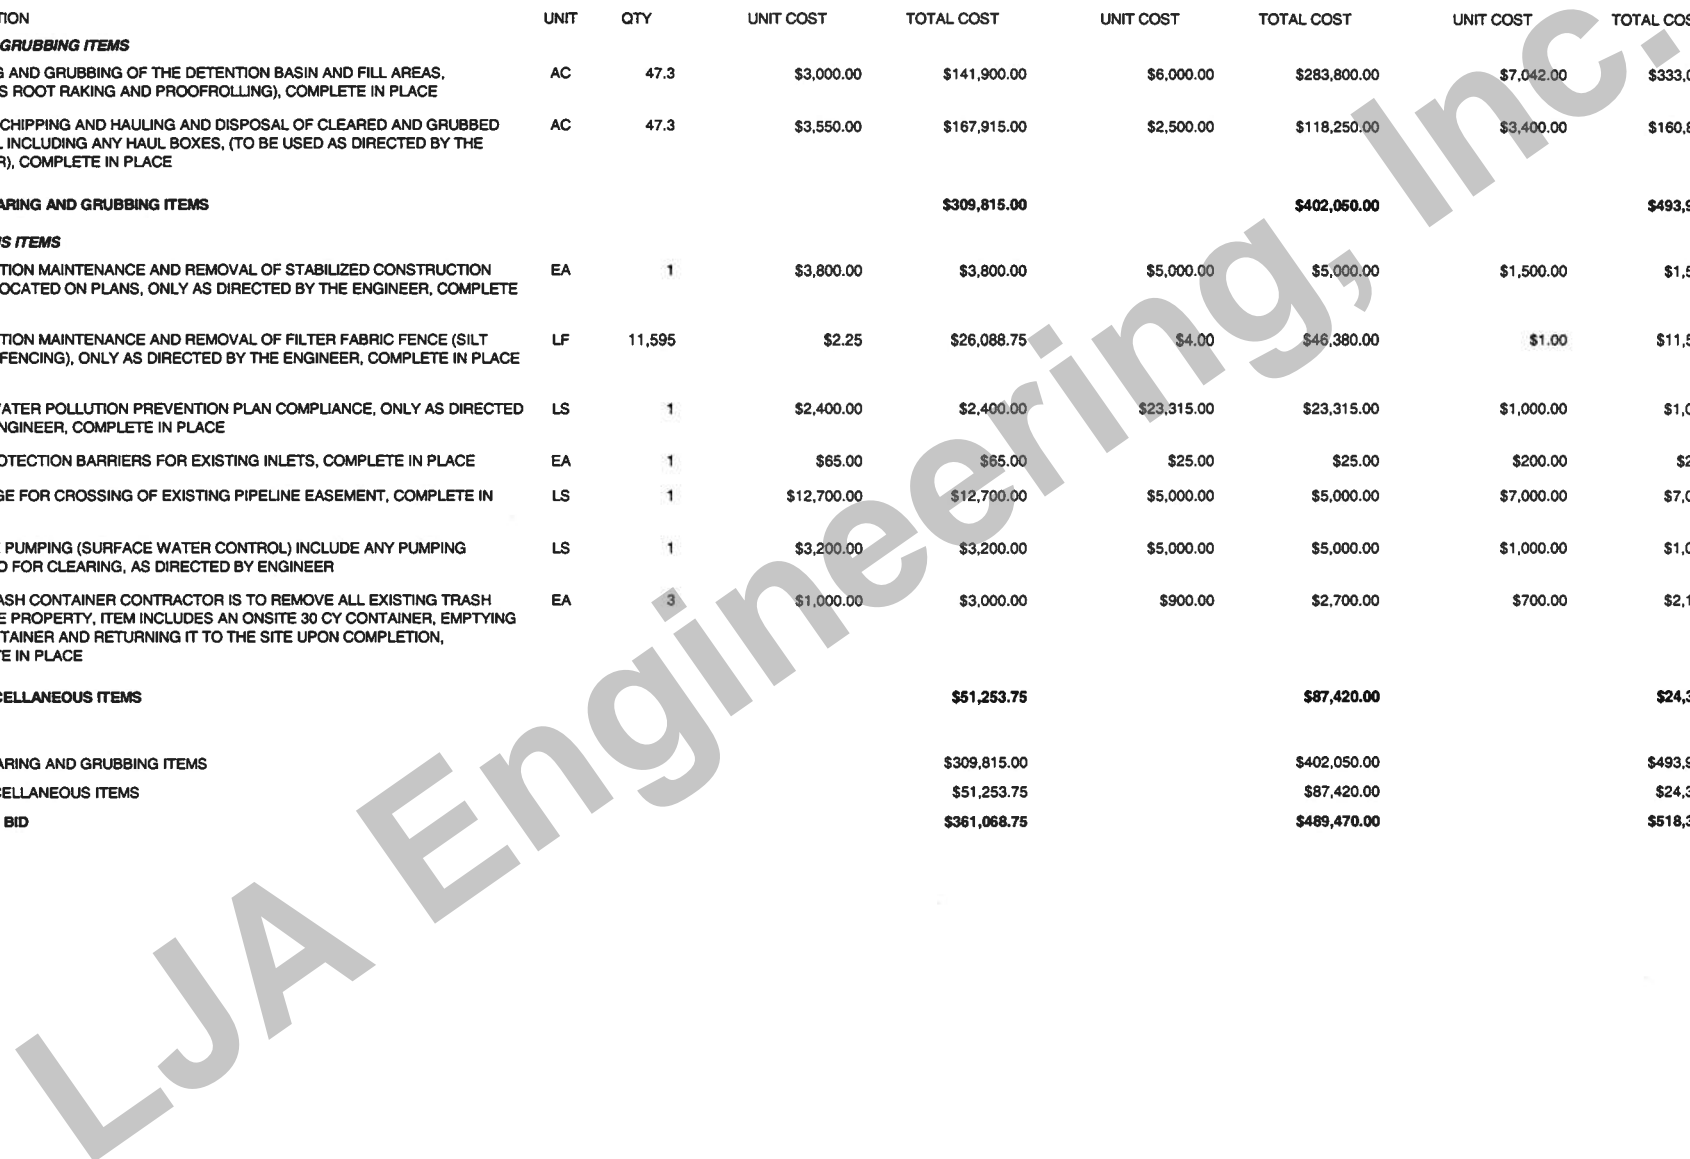 TION UNIT QTY UNIT COST TOTAL COST UNIT COST TOTAL COST UNIT COST TOTAL COS
GRUBBING ITEMS
G AND GRUBBING OF THE DETENTION BASIN AND FILL AREAS, AC 47.3 $3,000.00 $141,900.00 $6,000.00 $283,800.00 $7,042.00 $333,0
S ROOT RAKING AND PROOFROLLING), COMPLETE IN PLACE
CHIPPING AND HAULING AND DISPOSAL OF CLEARED AND GRUBBED AC 47.3 $3,550.00 $167,915.00 $2,500.00 $118,250.00 $3,400.00 $160,8
L INCLUDING ANY HAUL BOXES, (TO BE USED AS DIRECTED BY THE
R), COMPLETE IN PLACE
ARING AND GRUBBING ITEMS $309,815.00 $402,050.00 $493,9
IS ITEMS
TION MAINTENANCE AND REMOVAL OF STABILIZED CONSTRUCTION EA 1 $3,800.00 $3,800.00 $5,000.00 $5,000.00 $1,500.00 $1,5
OCATED ON PLANS, ONLY AS DIRECTED BY THE ENGINEER, COMPLETE
TION MAINTENANCE AND REMOVAL OF FILTER FABRIC FENCE (SILT LF 11,595 $2.25 $26,088.75 $4.00 $46,380.00 $1.00 $11,5
FENCING), ONLY AS DIRECTED BY THE ENGINEER, COMPLETE IN PLACE
ATER POLLUTION PREVENTION PLAN COMPLIANCE, ONLY AS DIRECTED LS 1 $2,400.00 $2,400.00 $23,315.00 $23,315.00 $1,000.00 $1,0
NGINEER, COMPLETE IN PLACE
OTECTION BARRIERS FOR EXISTING INLETS, COMPLETE IN PLACE EA 1 $65.00 $65.00 $25.00 $25.00 $200.00 $2
GE FOR CROSSING OF EXISTING PIPELINE EASEMENT, COMPLETE IN LS 1 $12,700.00 $12,700.00 $5,000.00 $5,000.00 $7,000.00 $7,0
E PUMPING (SURFACE WATER CONTROL) INCLUDE ANY PUMPING LS 1 $3,200.00 $3,200.00 $5,000.00 $5,000.00 $1,000.00 $1,0
D FOR CLEARING, AS DIRECTED BY ENGINEER
ASH CONTAINER CONTRACTOR IS TO REMOVE ALL EXISTING TRASH EA 3 $1,000.00 $3,000.00 $900.00 $2,700.00 $700.00 $2,1
E PROPERTY, ITEM INCLUDES AN ONSITE 30 CY CONTAINER, EMPTYING
TAINER AND RETURNING IT TO THE SITE UPON COMPLETION,
TE IN PLACE
CELLANEOUS ITEMS $51,253.75 $87,420.00 $24,3
ARING AND GRUBBING ITEMS $309,815.00 $402,050.00 $493,9
CELLANEOUS ITEMS $51,253.75 $87,420.00 $24,3
BID $361,068.75 $489,470.00 $518,3
LJA Engineering, Inc.